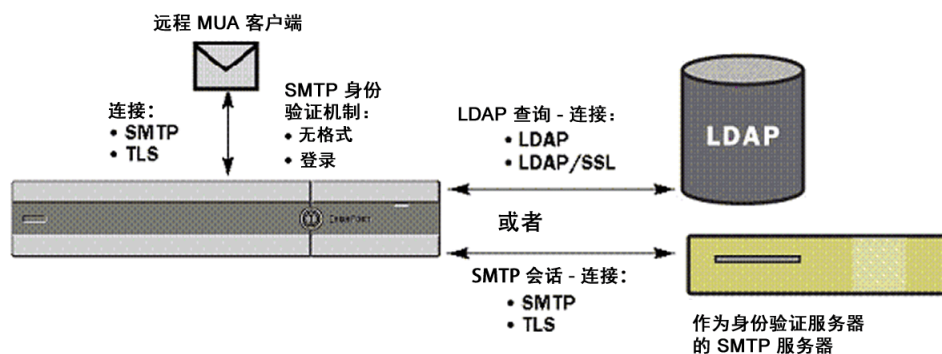 远程 MUA 客户端
连接：
• SMTP
• TLS
SMTP 身份
验证机制：
• 无格式
• 登录
LDAP 查询 - 连接：
• LDAP
• LDAP/SSL
LDAP
或者
SMTP 会话 - 连接：
• SMTP
• TLS
作为身份验证服务器
的 SMTP 服务器